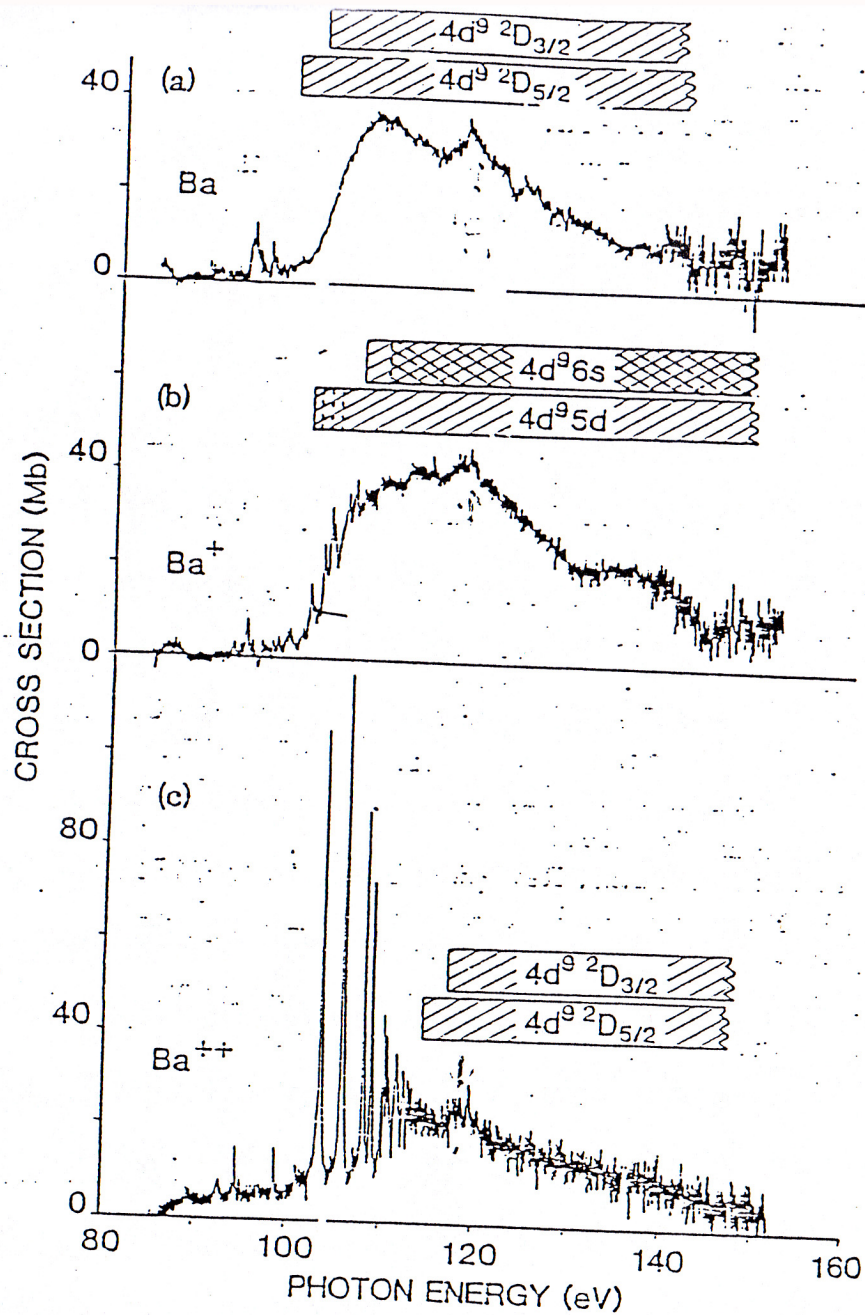 4d⁹ ²D₃/₂
4d⁹ ²D₅/₂
40
(a)
Ba
0
4d⁹6s
4d⁹5d
(b)
40
Ba⁺
0
CROSS SECTION (Mb)
(c)
80
4d⁹ ²D₃/₂
4d⁹ ²D₅/₂
40
Ba⁺⁺
0
80 100 120 140 160
PHOTON ENERGY (eV)